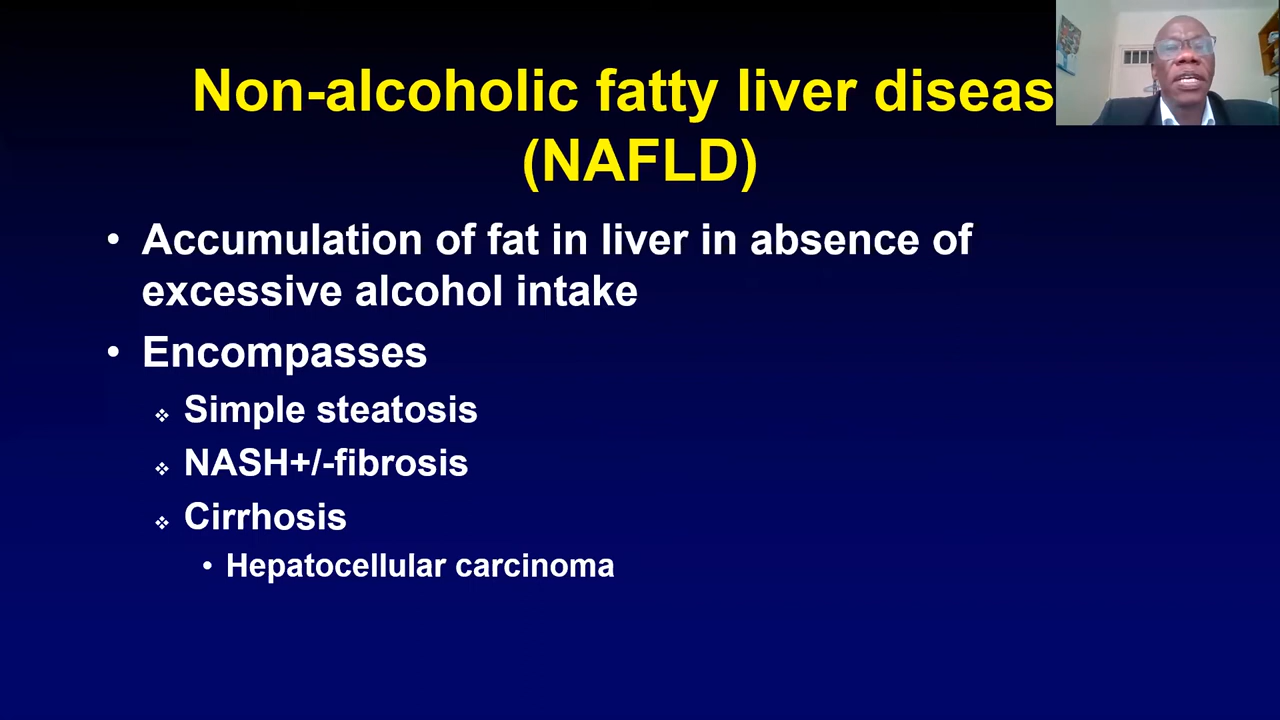 Non-alcoholic fatty liver diseas
(NAFLD)
• Accumulation of fat in liver in absence of
excessive alcohol intake
• Encompasses
❖ Simple steatosis
❖ NASH+/-fibrosis
❖ Cirrhosis
• Hepatocellular carcinoma